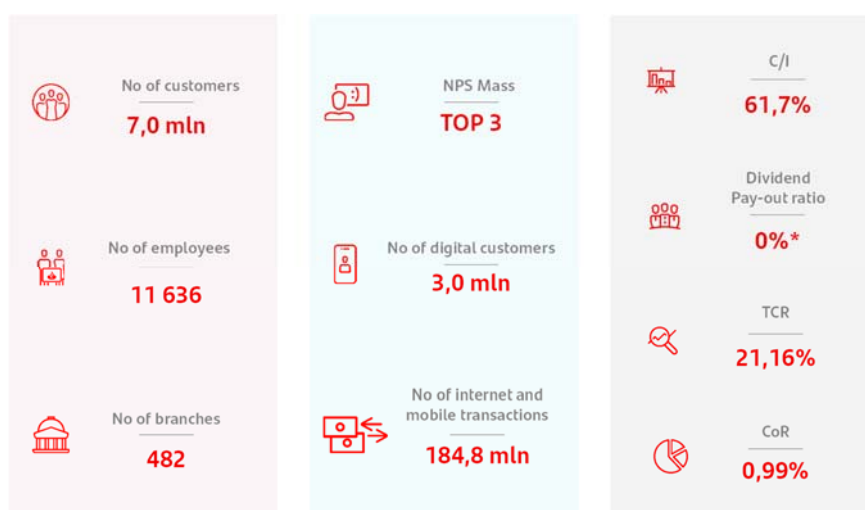 No of customers
7,0 mln
No of employees
11 636
No of branches
482
NPS Mass
TOP 3
No of digital customers
3,0 mln
No of internet and
mobile transactions
184,8 mln
C/I
61,7%
Dividend
Pay-out ratio
0%*
TCR
21,16%
CoR
0,99%